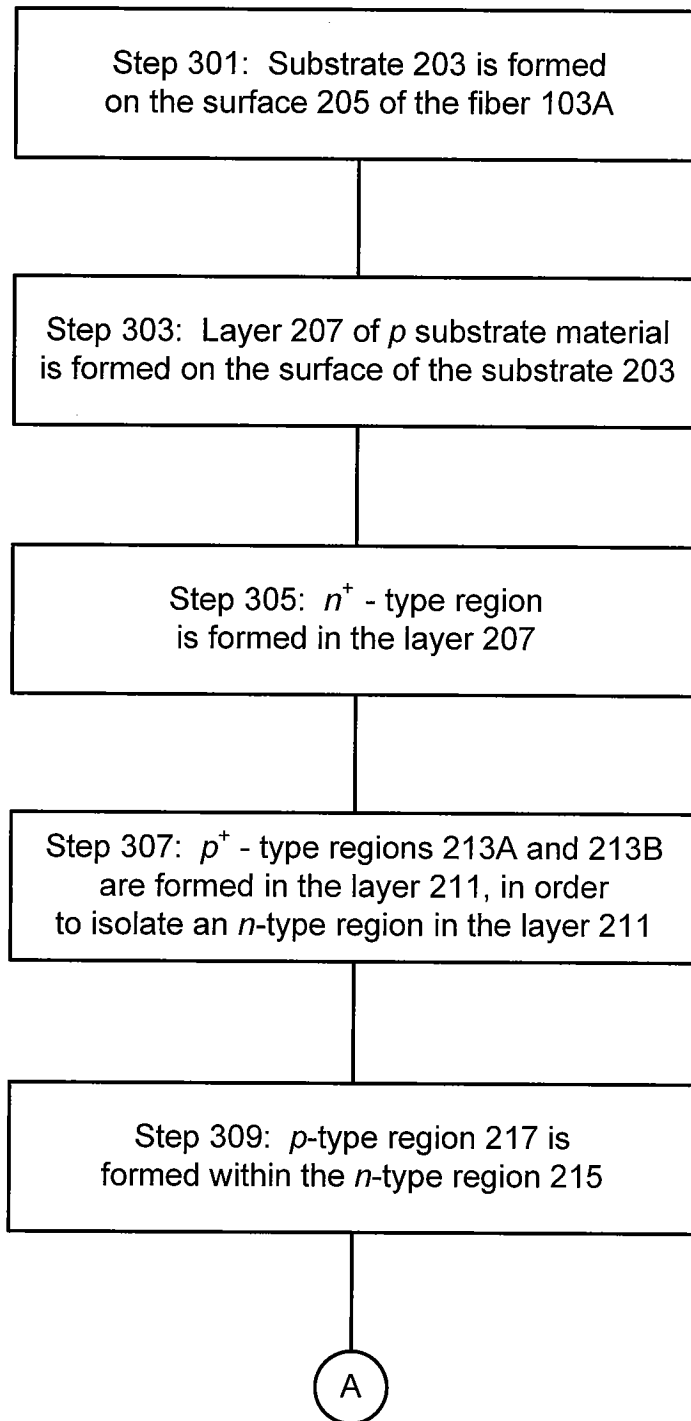 Step 301: Substrate 203 is formed
on the surface 205 of the fiber 103A
Step 303: Layer 207 of p substrate material
is formed on the surface of the substrate 203
Step 305: n⁺ - type region
is formed in the layer 207
Step 307: p⁺ - type regions 213A and 213B
are formed in the layer 211, in order
to isolate an n-type region in the layer 211
Step 309: p-type region 217 is
formed within the n-type region 215
A